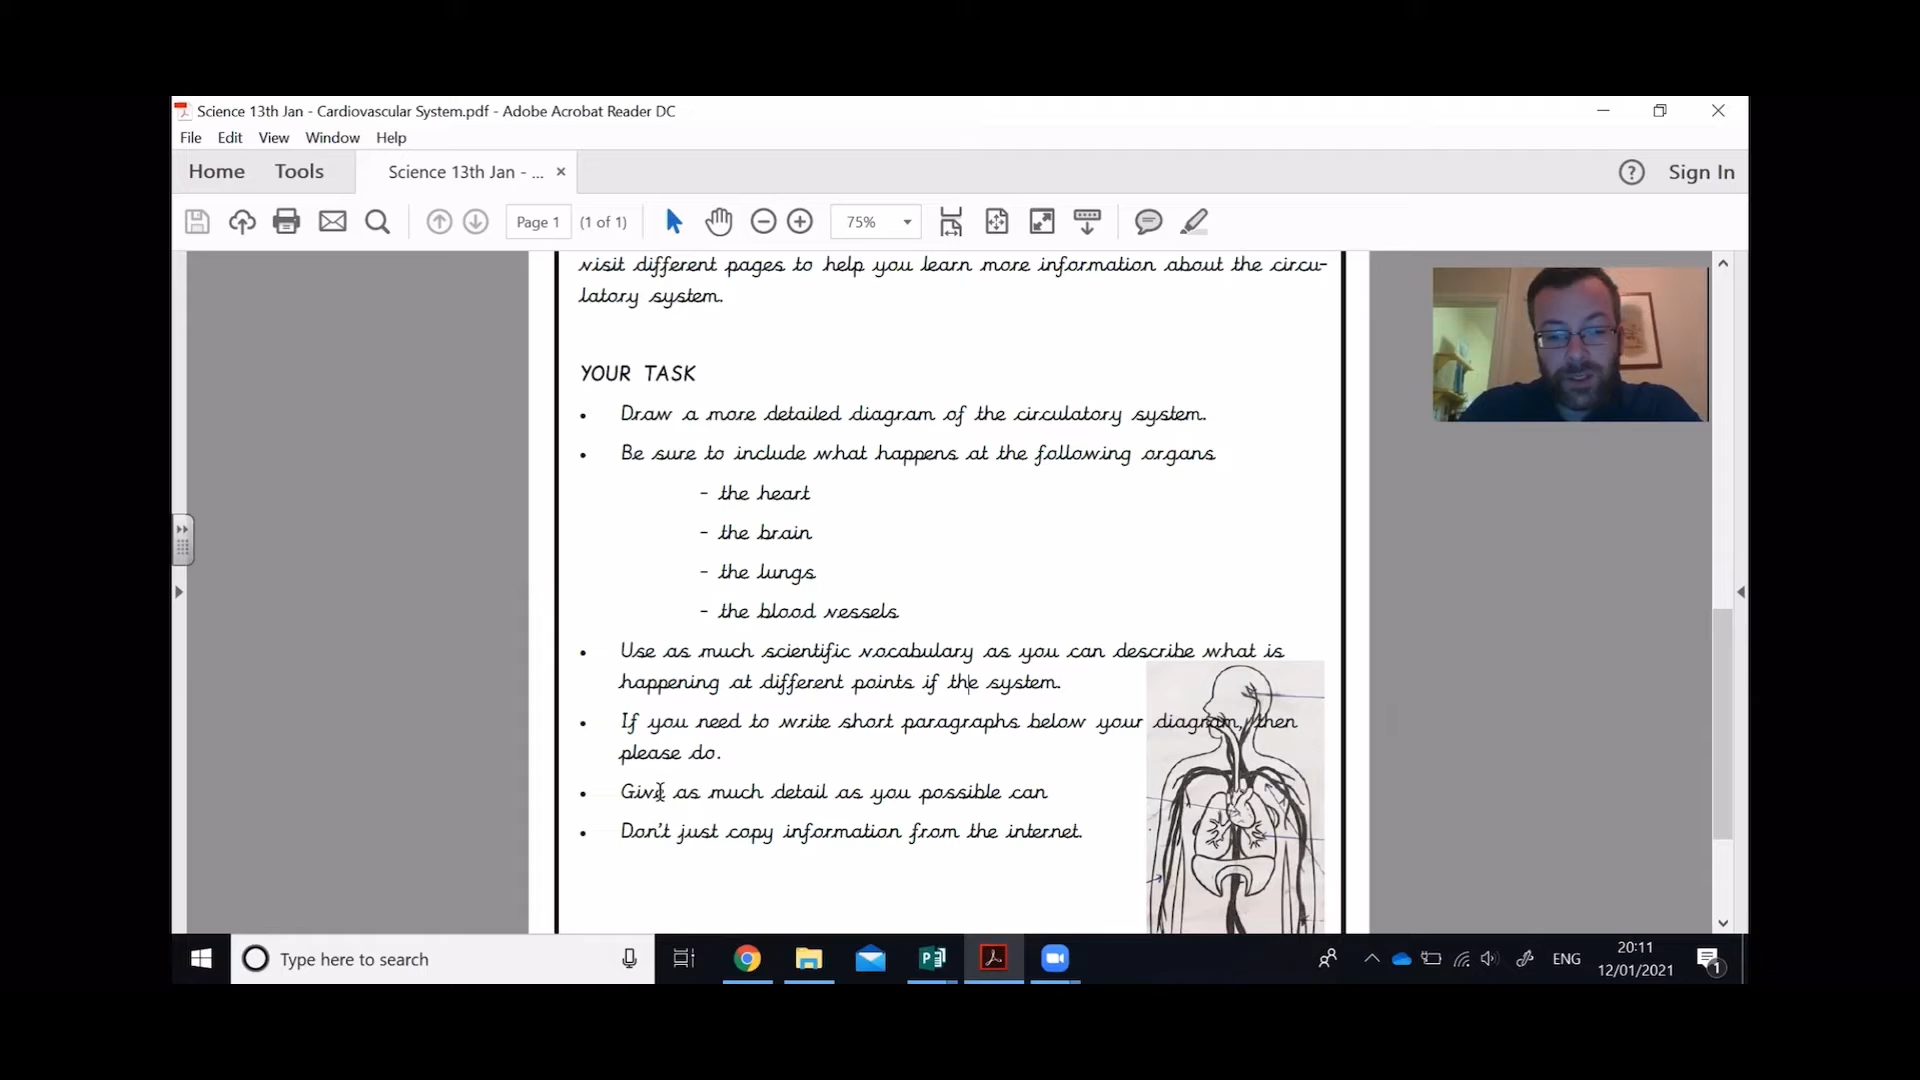 Science 13th Jan - Cardiovascular System.pdf - Adobe Acrobat Reader DC
File Edit View Window Help
Home Tools Science 13th Jan - ... × ? Sign In
Page 1 (1 of 1) 75%
visit different pages to help you learn more information about the circu-
latory system.
YOUR TASK
• Draw a more detailed diagram of the circulatory system.
• Be sure to include what happens at the following organs
- the heart
- the brain
- the lungs
- the blood vessels
• Use as much scientific vocabulary as you can describe what is
happening at different points if the system.
• If you need to write short paragraphs below your diagram, then
please do.
• Give as much detail as you possible can
• Don't just copy information from the internet.
Type here to search
ENG
20:11
12/01/2021
1